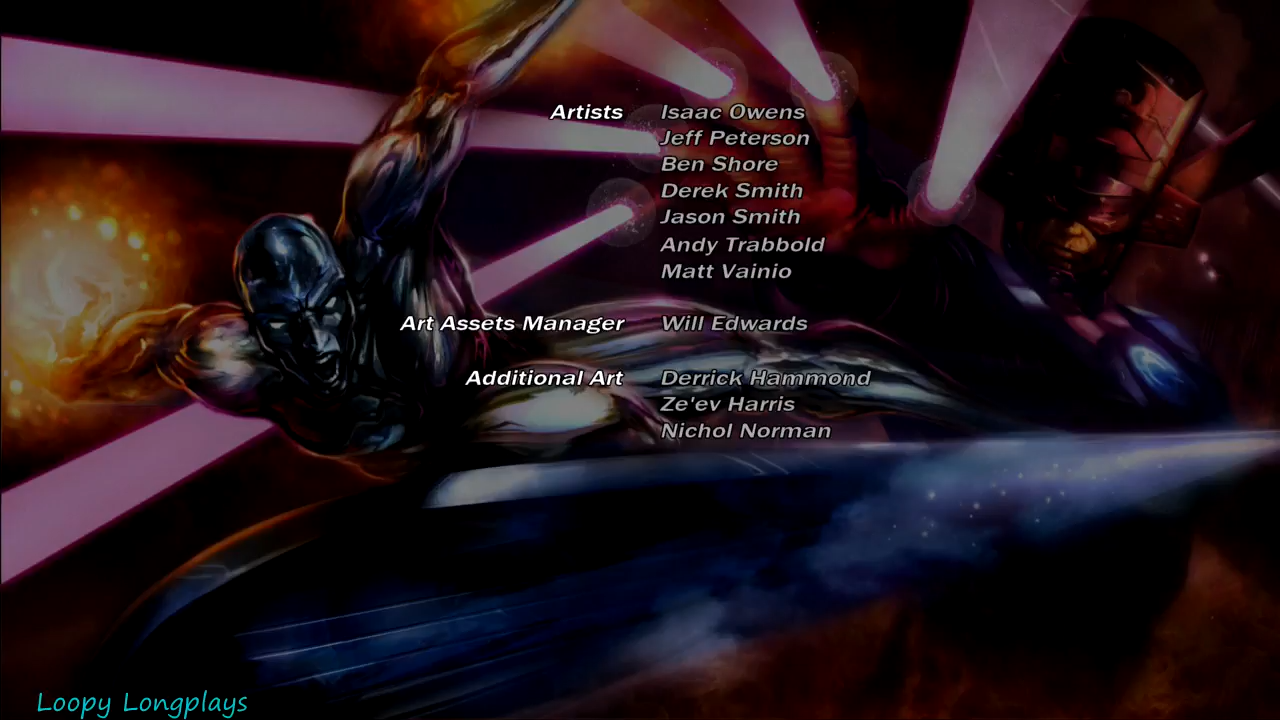 Artists Isaac Owens
Jeff Peterson
Ben Shore
Derek Smith
Jason Smith
Andy Trabbold
Matt Vainio
Art Assets Manager Will Edwards
Additional Art Derrick Hammond
Ze'ev Harris
Nichol Norman
Loopy Longplays